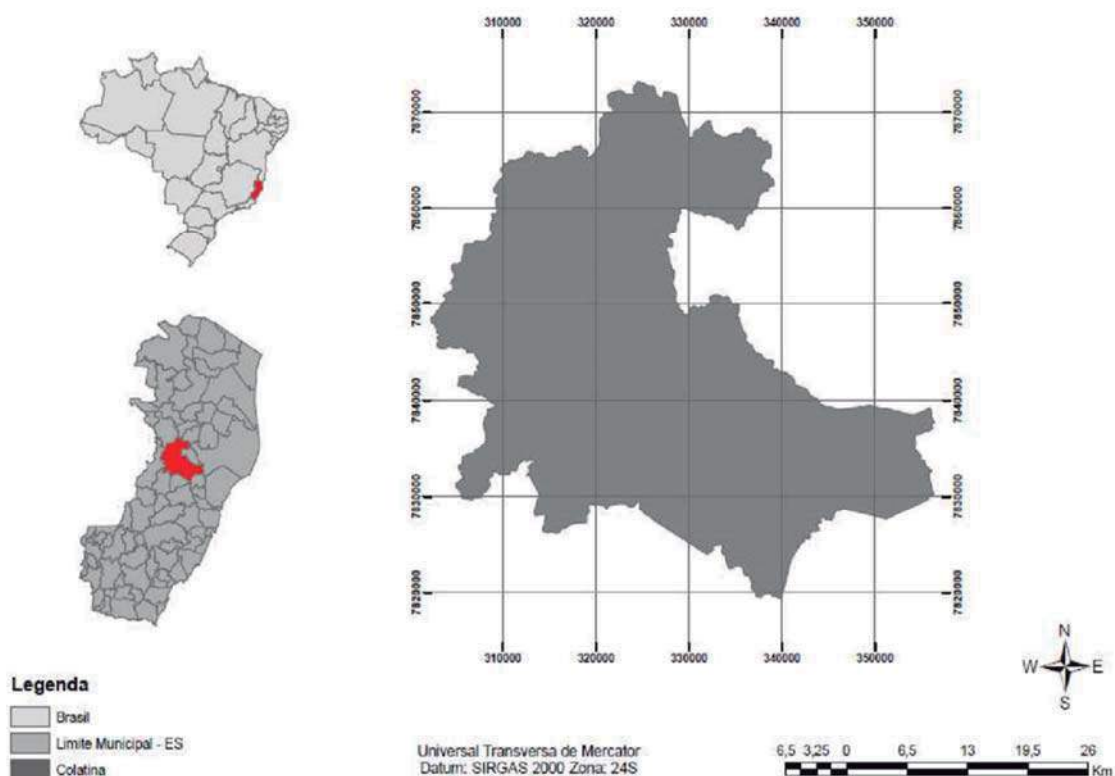 310000 320000 330000 340000 350000
7870000 7870000
7860000 7860000
7850000 7850000
7840000 7840000
7830000 7830000
7820000 7820000
310000 320000 330000 340000 350000
N
W E
S
Legenda
Brasil
Limite Municipal - ES
Colatina
Universal Transversa de Mercator
Datum: SIRGAS 2000 Zona: 24S
6,5 3,25 0 6,5 13 19,5 26
Km